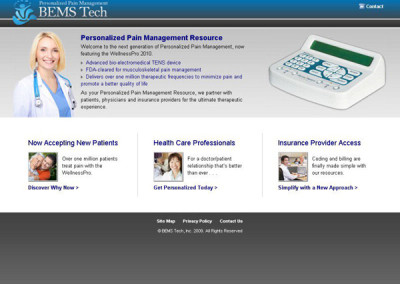 Personalized Pain Management
BEMS Tech
Contact
Personalized Pain Management Resource
Welcome to the next generation of Personalized Pain Management, now
featuring the WellnessPro 2010.
Advanced bio-electromedical TENS device
FDA-cleared for musculoskeletal pain management
Delivers over one million therapeutic frequencies to minimize pain and
promote a better quality of life
As your Personalized Pain Management Resource, we partner with
patients, physicians and insurance providers for the ultimate therapeutic
experience.
Now Accepting New Patients
Over one million patients
treat pain with the
WellnessPro.
Discover Why Now >
Health Care Professionals
For a doctor/patient
relationship that's better
than ever . . .
Get Personalized Today >
Insurance Provider Access
Coding and billing are
finally made simple with
our resources.
Simplify with a New Approach >
Site Map
Privacy Policy
Contact Us
© BEMS Tech, Inc. 2009. All Rights Reserved